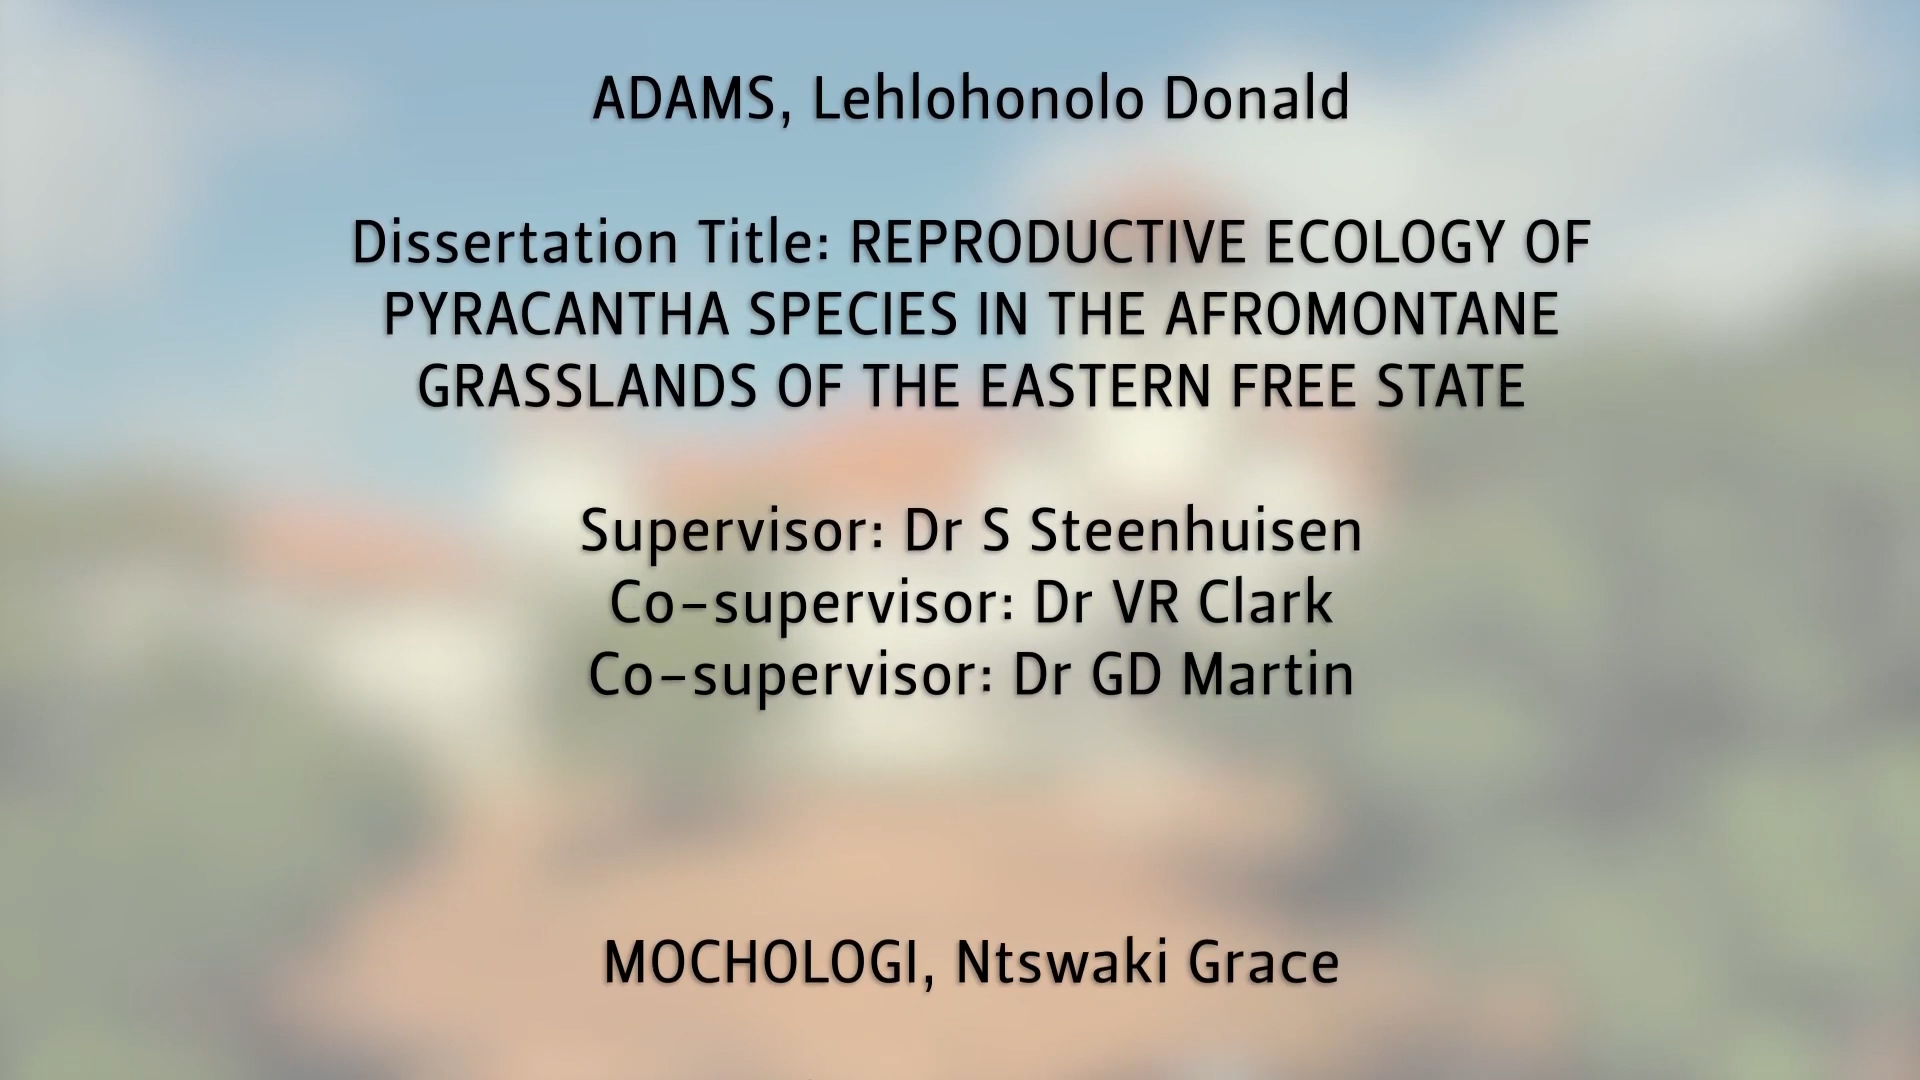 ADAMS, Lehlohonolo Donald
Dissertation Title: REPRODUCTIVE ECOLOGY OF
PYRACANTHA SPECIES IN THE AFROMONTANE
GRASSLANDS OF THE EASTERN FREE STATE
Supervisor: Dr S Steenhuisen
Co-supervisor: Dr VR Clark
Co-supervisor: Dr GD Martin
MOCHOLOGI, Ntswaki Grace